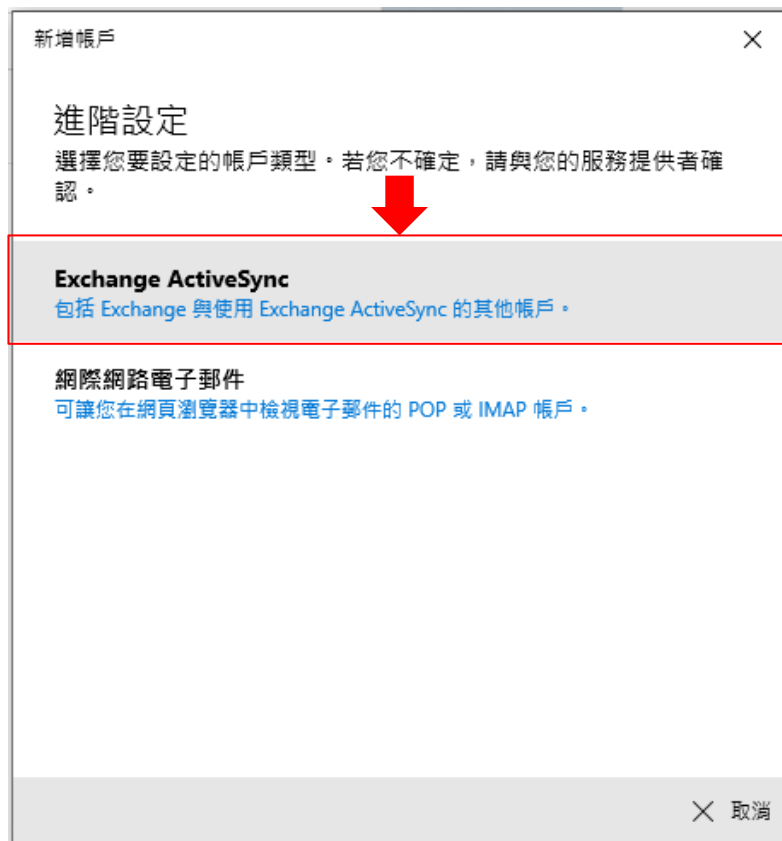 新增帳戶
進階設定
選擇您要設定的帳戶類型。若您不確定，請與您的服務提供者確
認。
Exchange ActiveSync
包括 Exchange 與使用 Exchange ActiveSync 的其他帳戶。
網際網路電子郵件
可讓您在網頁瀏覽器中檢視電子郵件的 POP 或 IMAP 帳戶。
取消